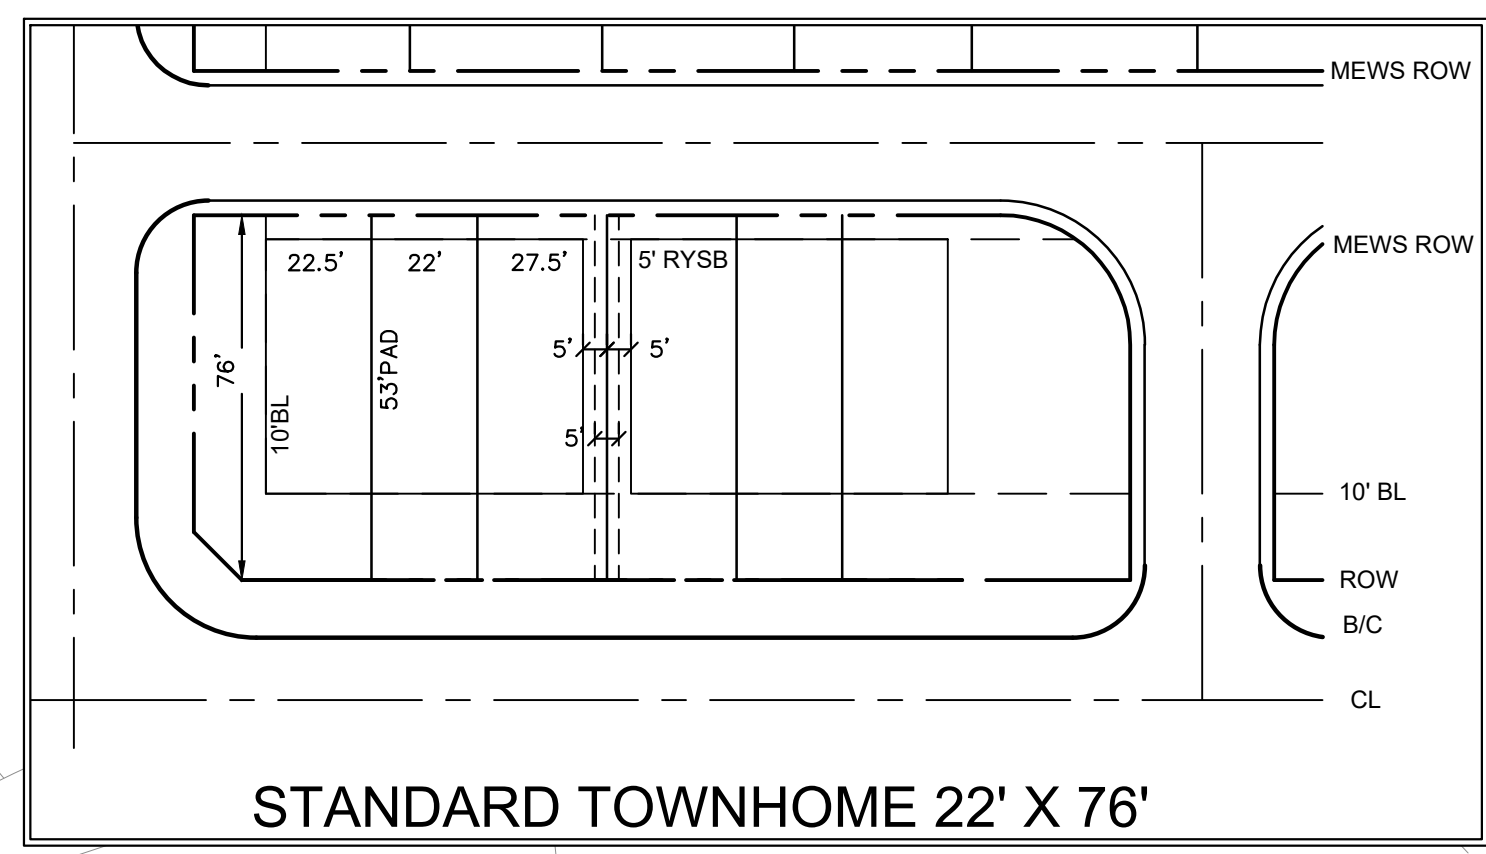 MEWS ROW
MEWS ROW
22.5'
22'
27.5'
5' RYSB
5'
5'
76'
53'PAD
10'BL
5'
10' BL
ROW
B/C
CL
STANDARD TOWNHOME 22' X 76'